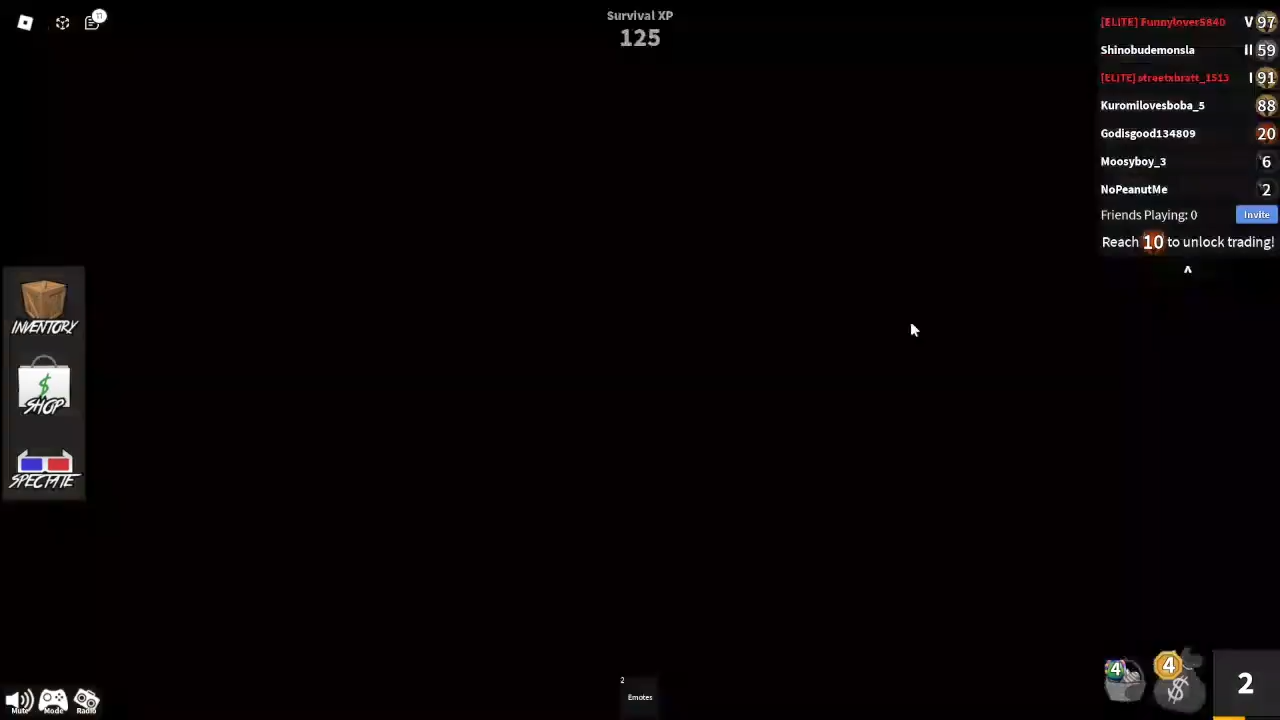 11
Survival XP
125
[ELITE] Funnylover5840 V 97
Shinobudemonsla II 59
[ELITE] streetxbratt_1513 I 91
Kuromilovesboba_5 88
Godisgood134809 20
Moosyboy_3 6
NoPeanutMe 2
Friends Playing: 0 Invite
Reach 10 to unlock trading!
INVENTORY
$
SHOP
SPECTATE
Mute Mode Radio
2
Emotes
4
4
$
2